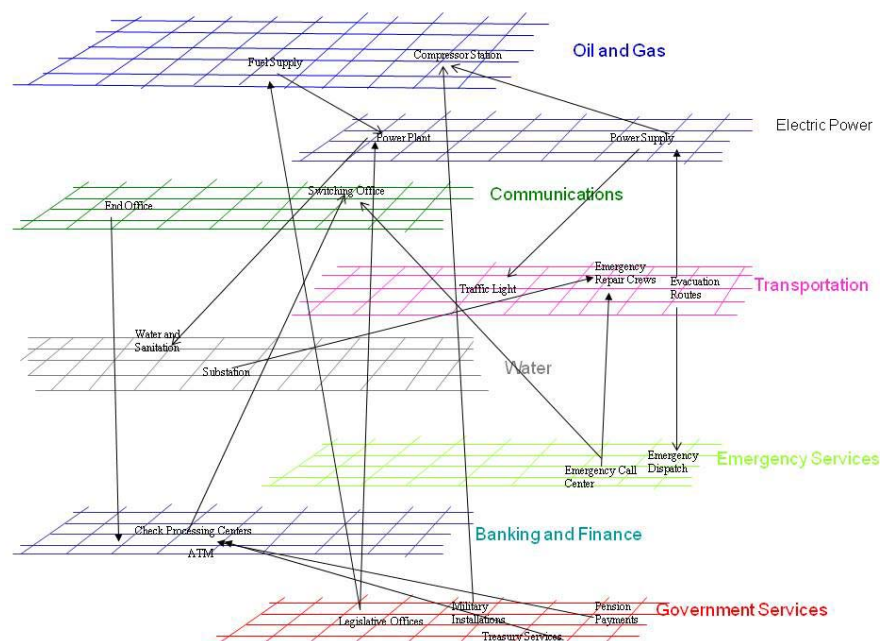 Oil and Gas
Compressor Station
Fuel Supply
Electric Power
Power Plant
Power Supply
Switching Office
Communications
End Office
Emergency
Repair Crews
Traffic Light
Evacuation
Routes
Transportation
Water and
Sanitation
Substation
Water
Emergency Call
Center
Emergency
Dispatch
Emergency Services
Check Processing Centers
ATM
Banking and Finance
Legislative Offices
Military
Installations
Pension
Payments
Treasury Services
Government Services